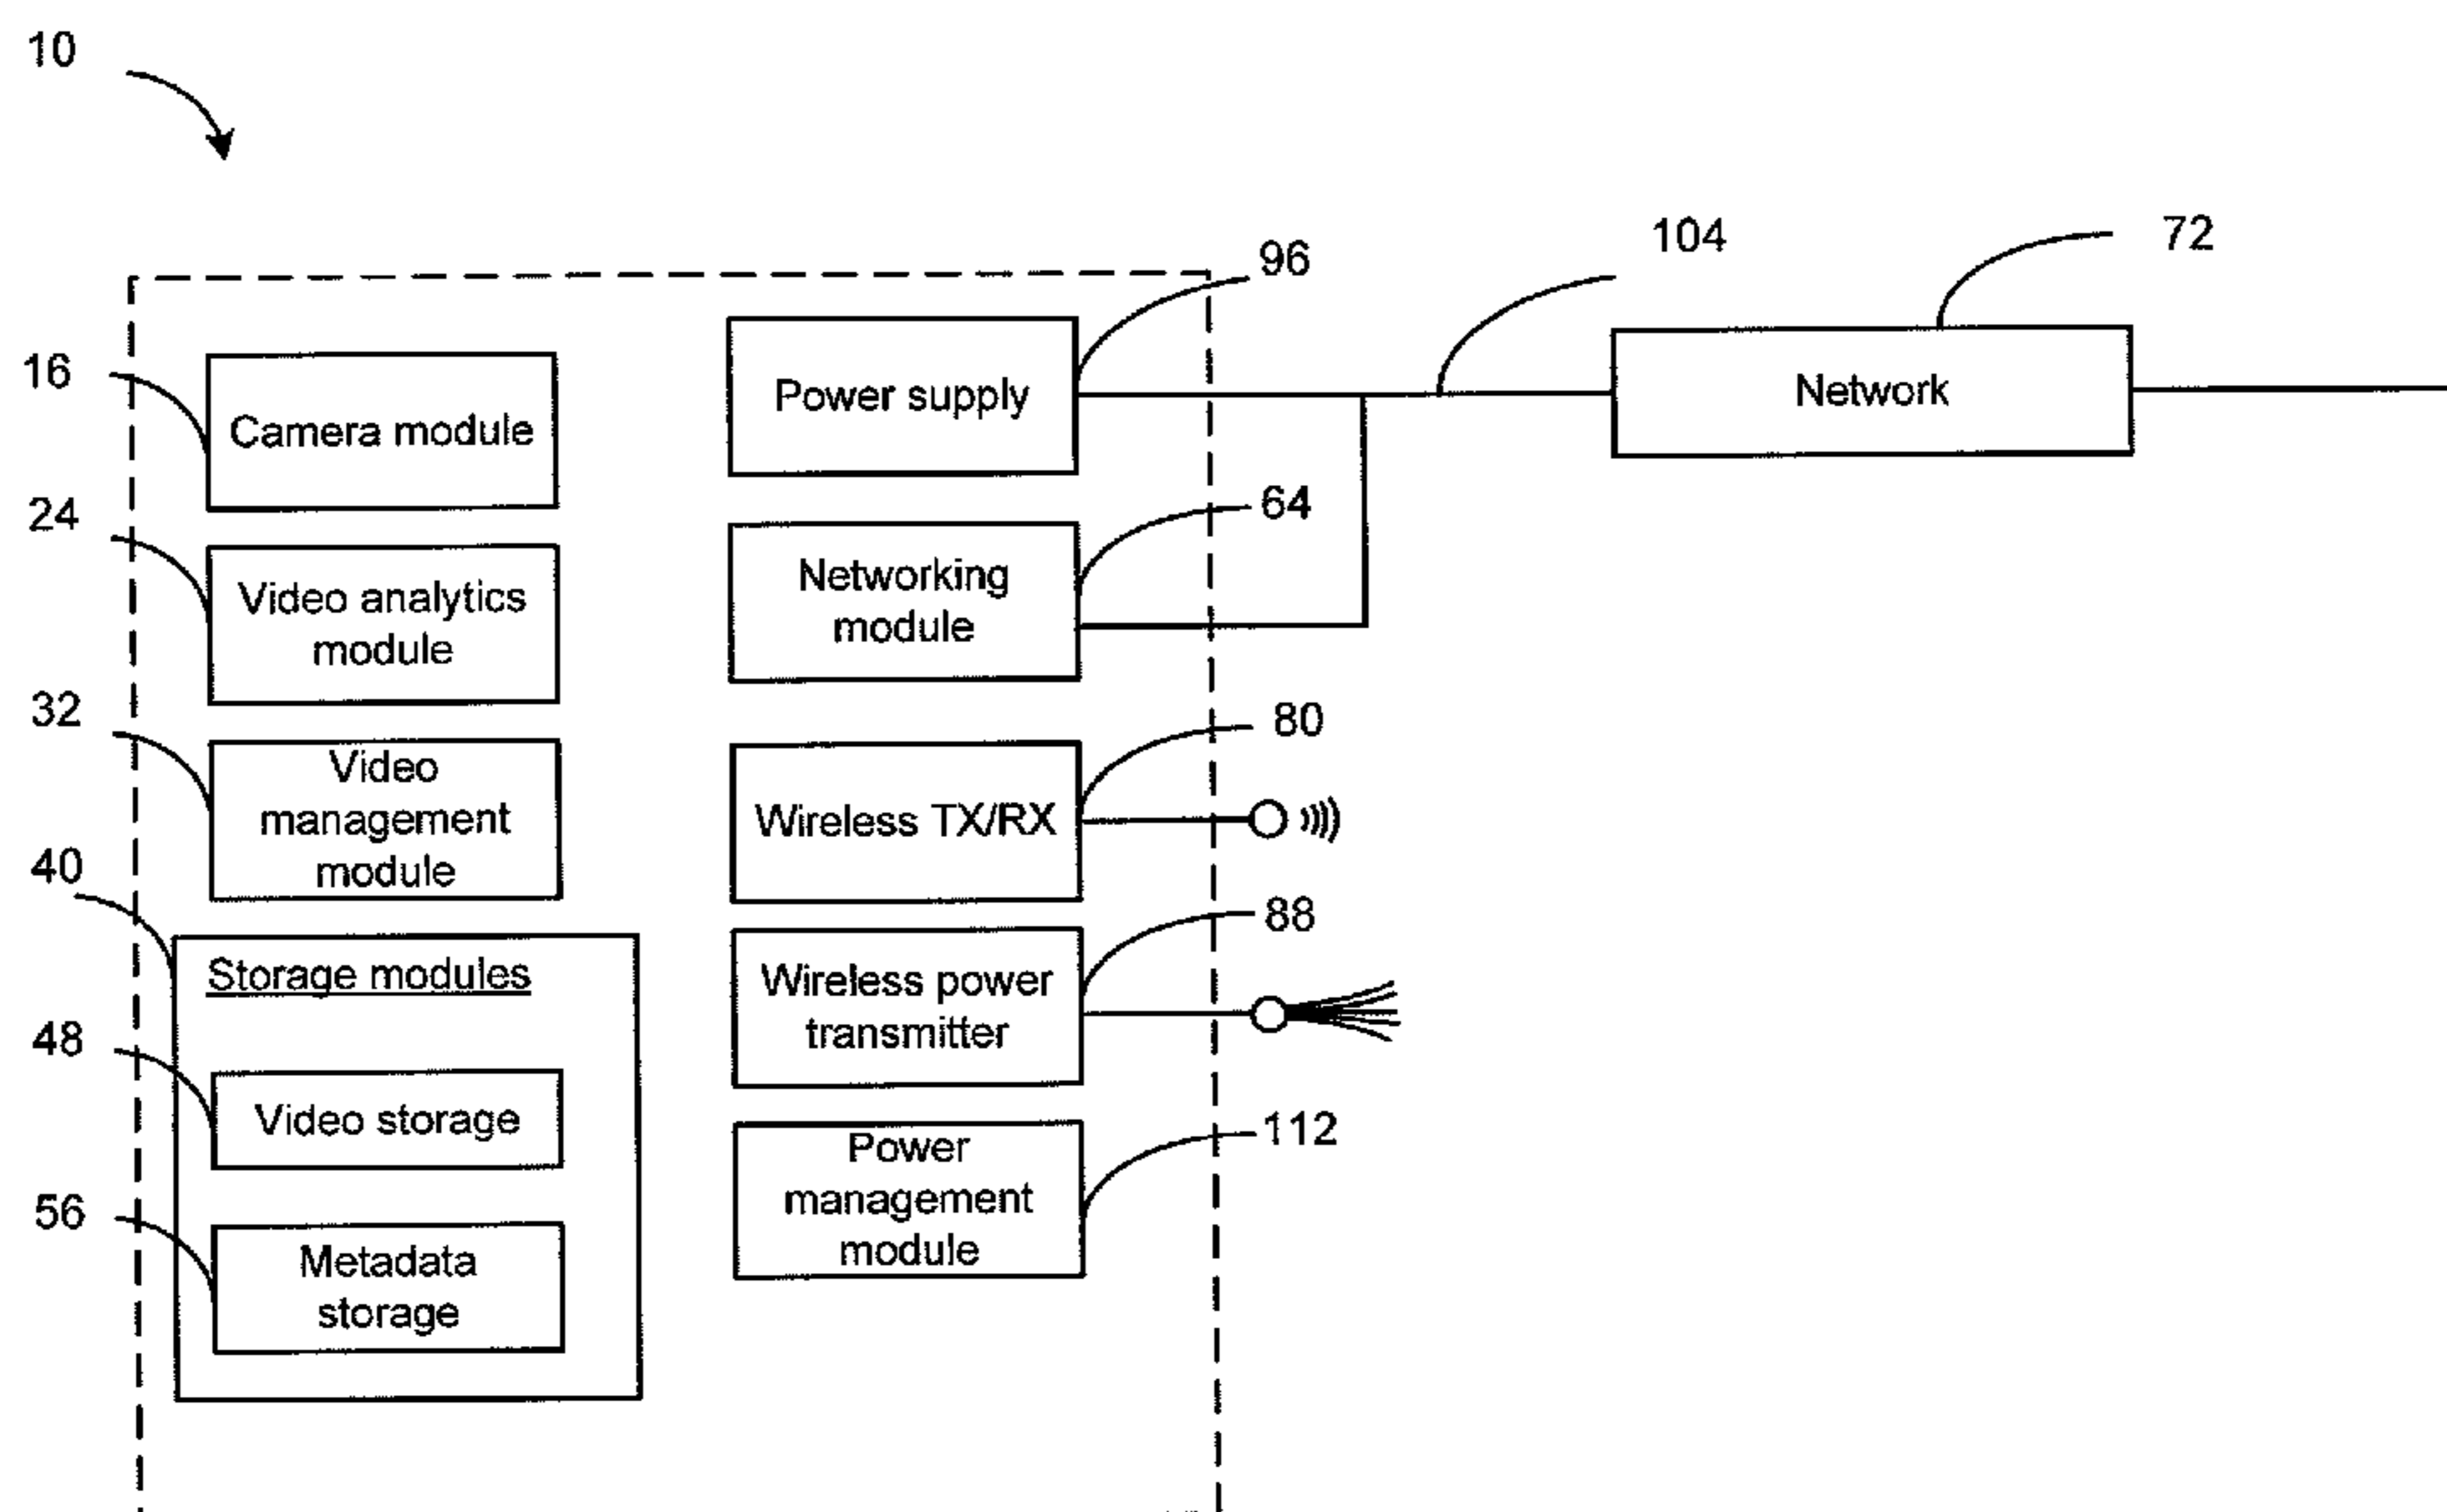 10
96
104
72
16
Camera module
Power supply
Network
24
Video analytics
module
64
Networking
module
32
Video
management
module
80
Wireless TX/RX
40
Storage modules
88
Wireless power
transmitter
48
Video storage
112
Power
management
module
56
Metadata
storage